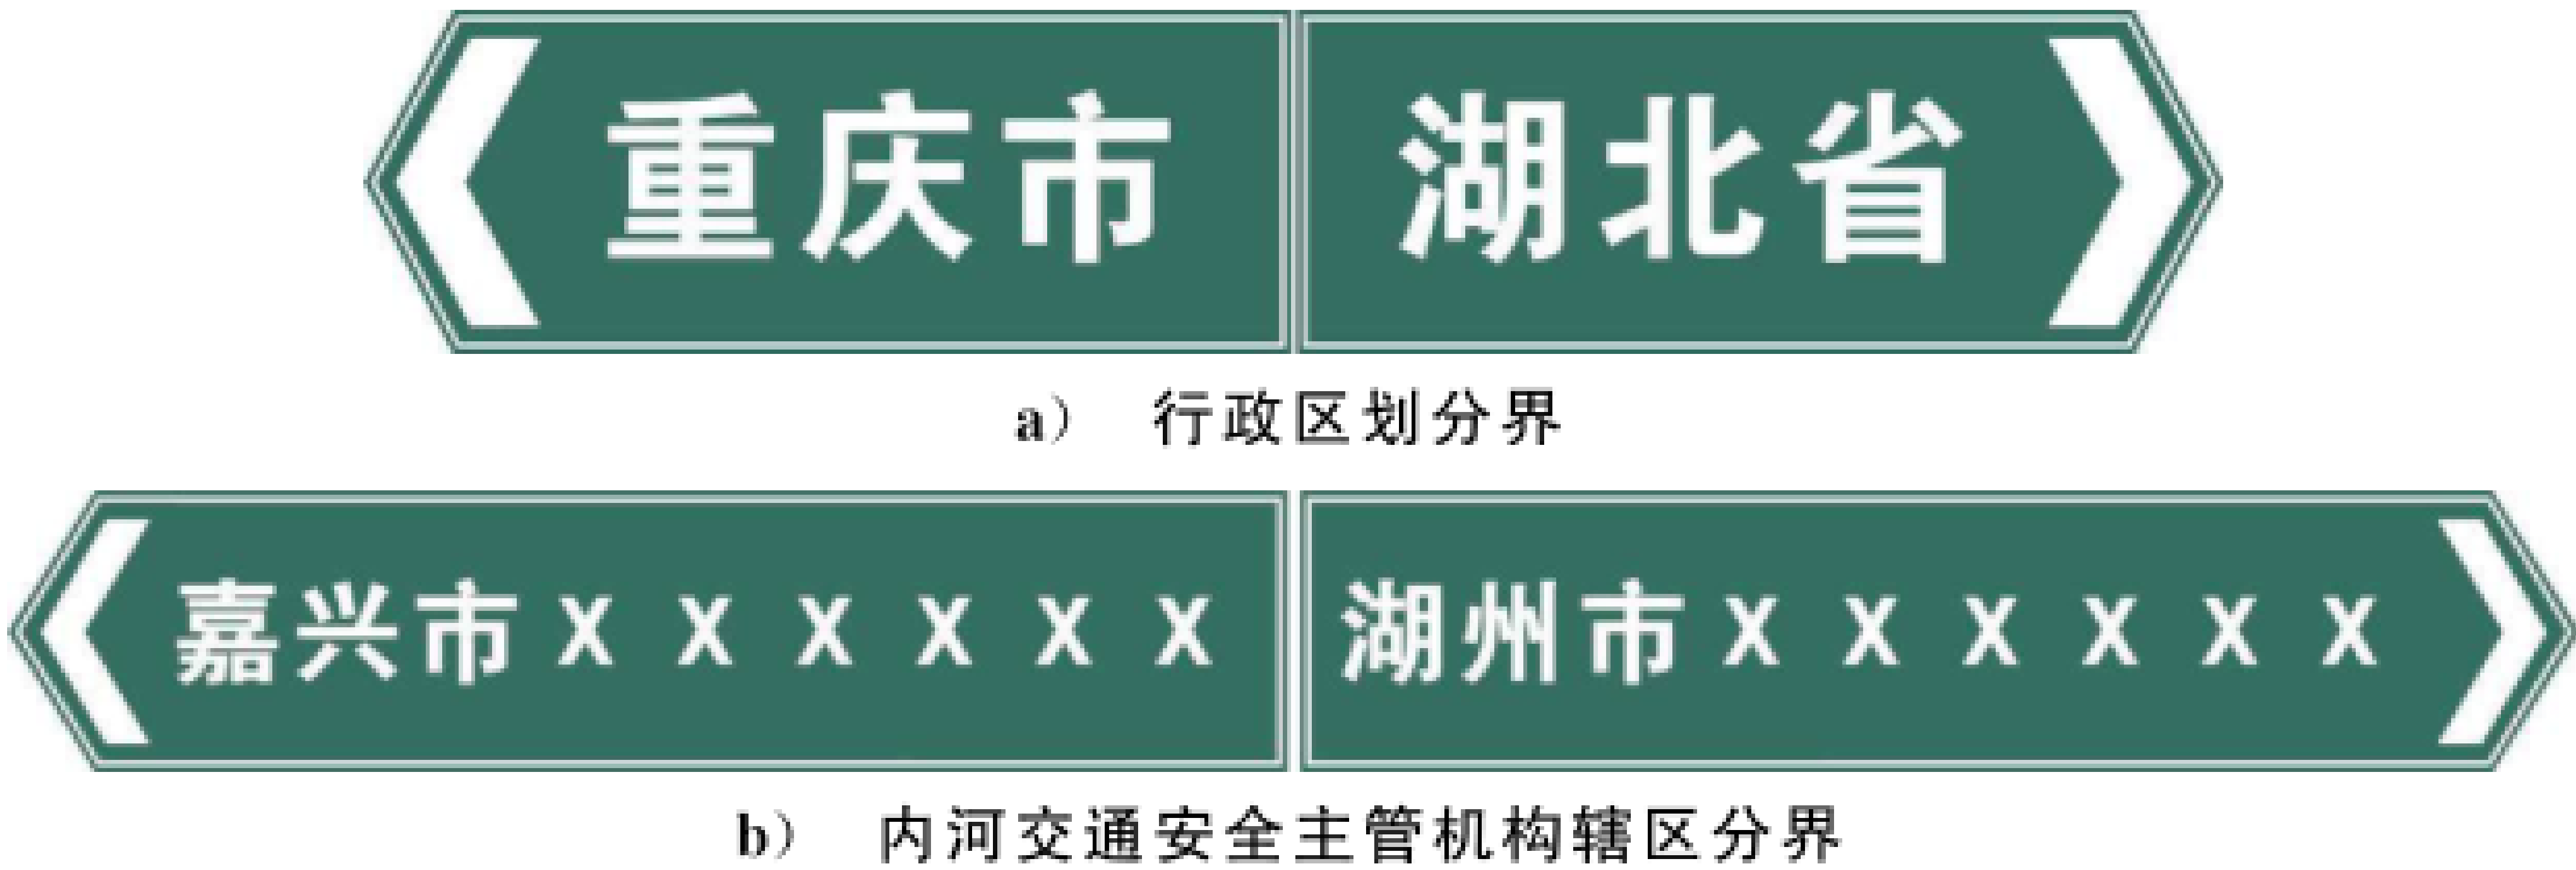 重庆市 湖北省
a） 行政区划分界
嘉兴市XXXXXX 湖州市XXXXXX
b） 内河交通安全主管机构辖区分界